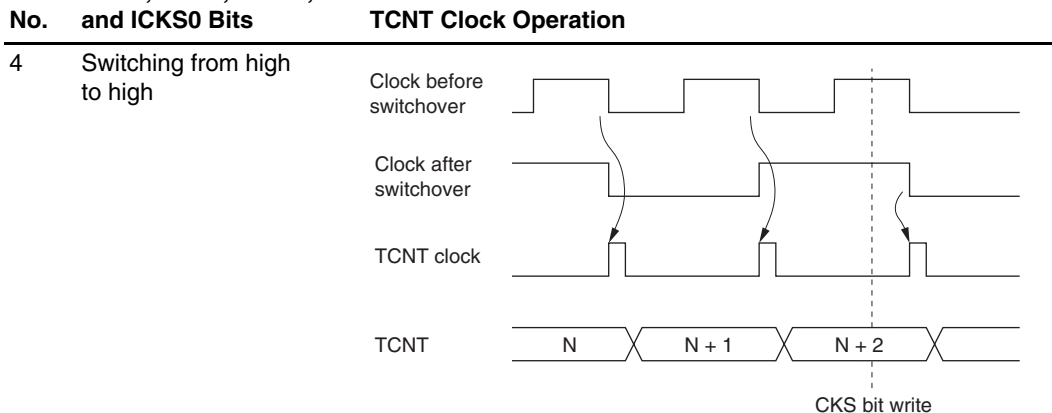 No. and ICKS0 Bits TCNT Clock Operation
4 Switching from high
to high
Clock before
switchover
Clock after
switchover
TCNT clock
TCNT N N + 1 N + 2
CKS bit write